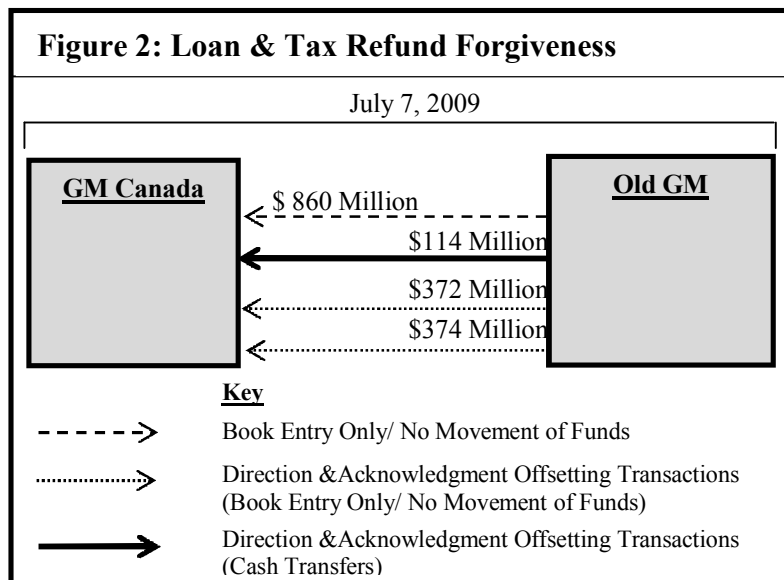 Figure 2: Loan & Tax Refund Forgiveness
July 7, 2009
GM Canada
Old GM
$ 860 Million
$114 Million
$372 Million
$374 Million
Key
Book Entry Only/ No Movement of Funds
Direction &Acknowledgment Offsetting Transactions
(Book Entry Only/ No Movement of Funds)
Direction &Acknowledgment Offsetting Transactions
(Cash Transfers)